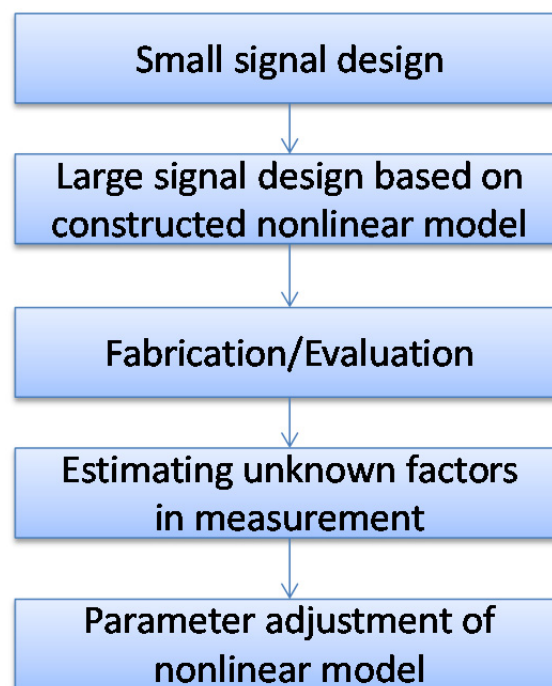 Small signal design
Large signal design based on
constructed nonlinear model
Fabrication/Evaluation
Estimating unknown factors
in measurement
Parameter adjustment of
nonlinear model